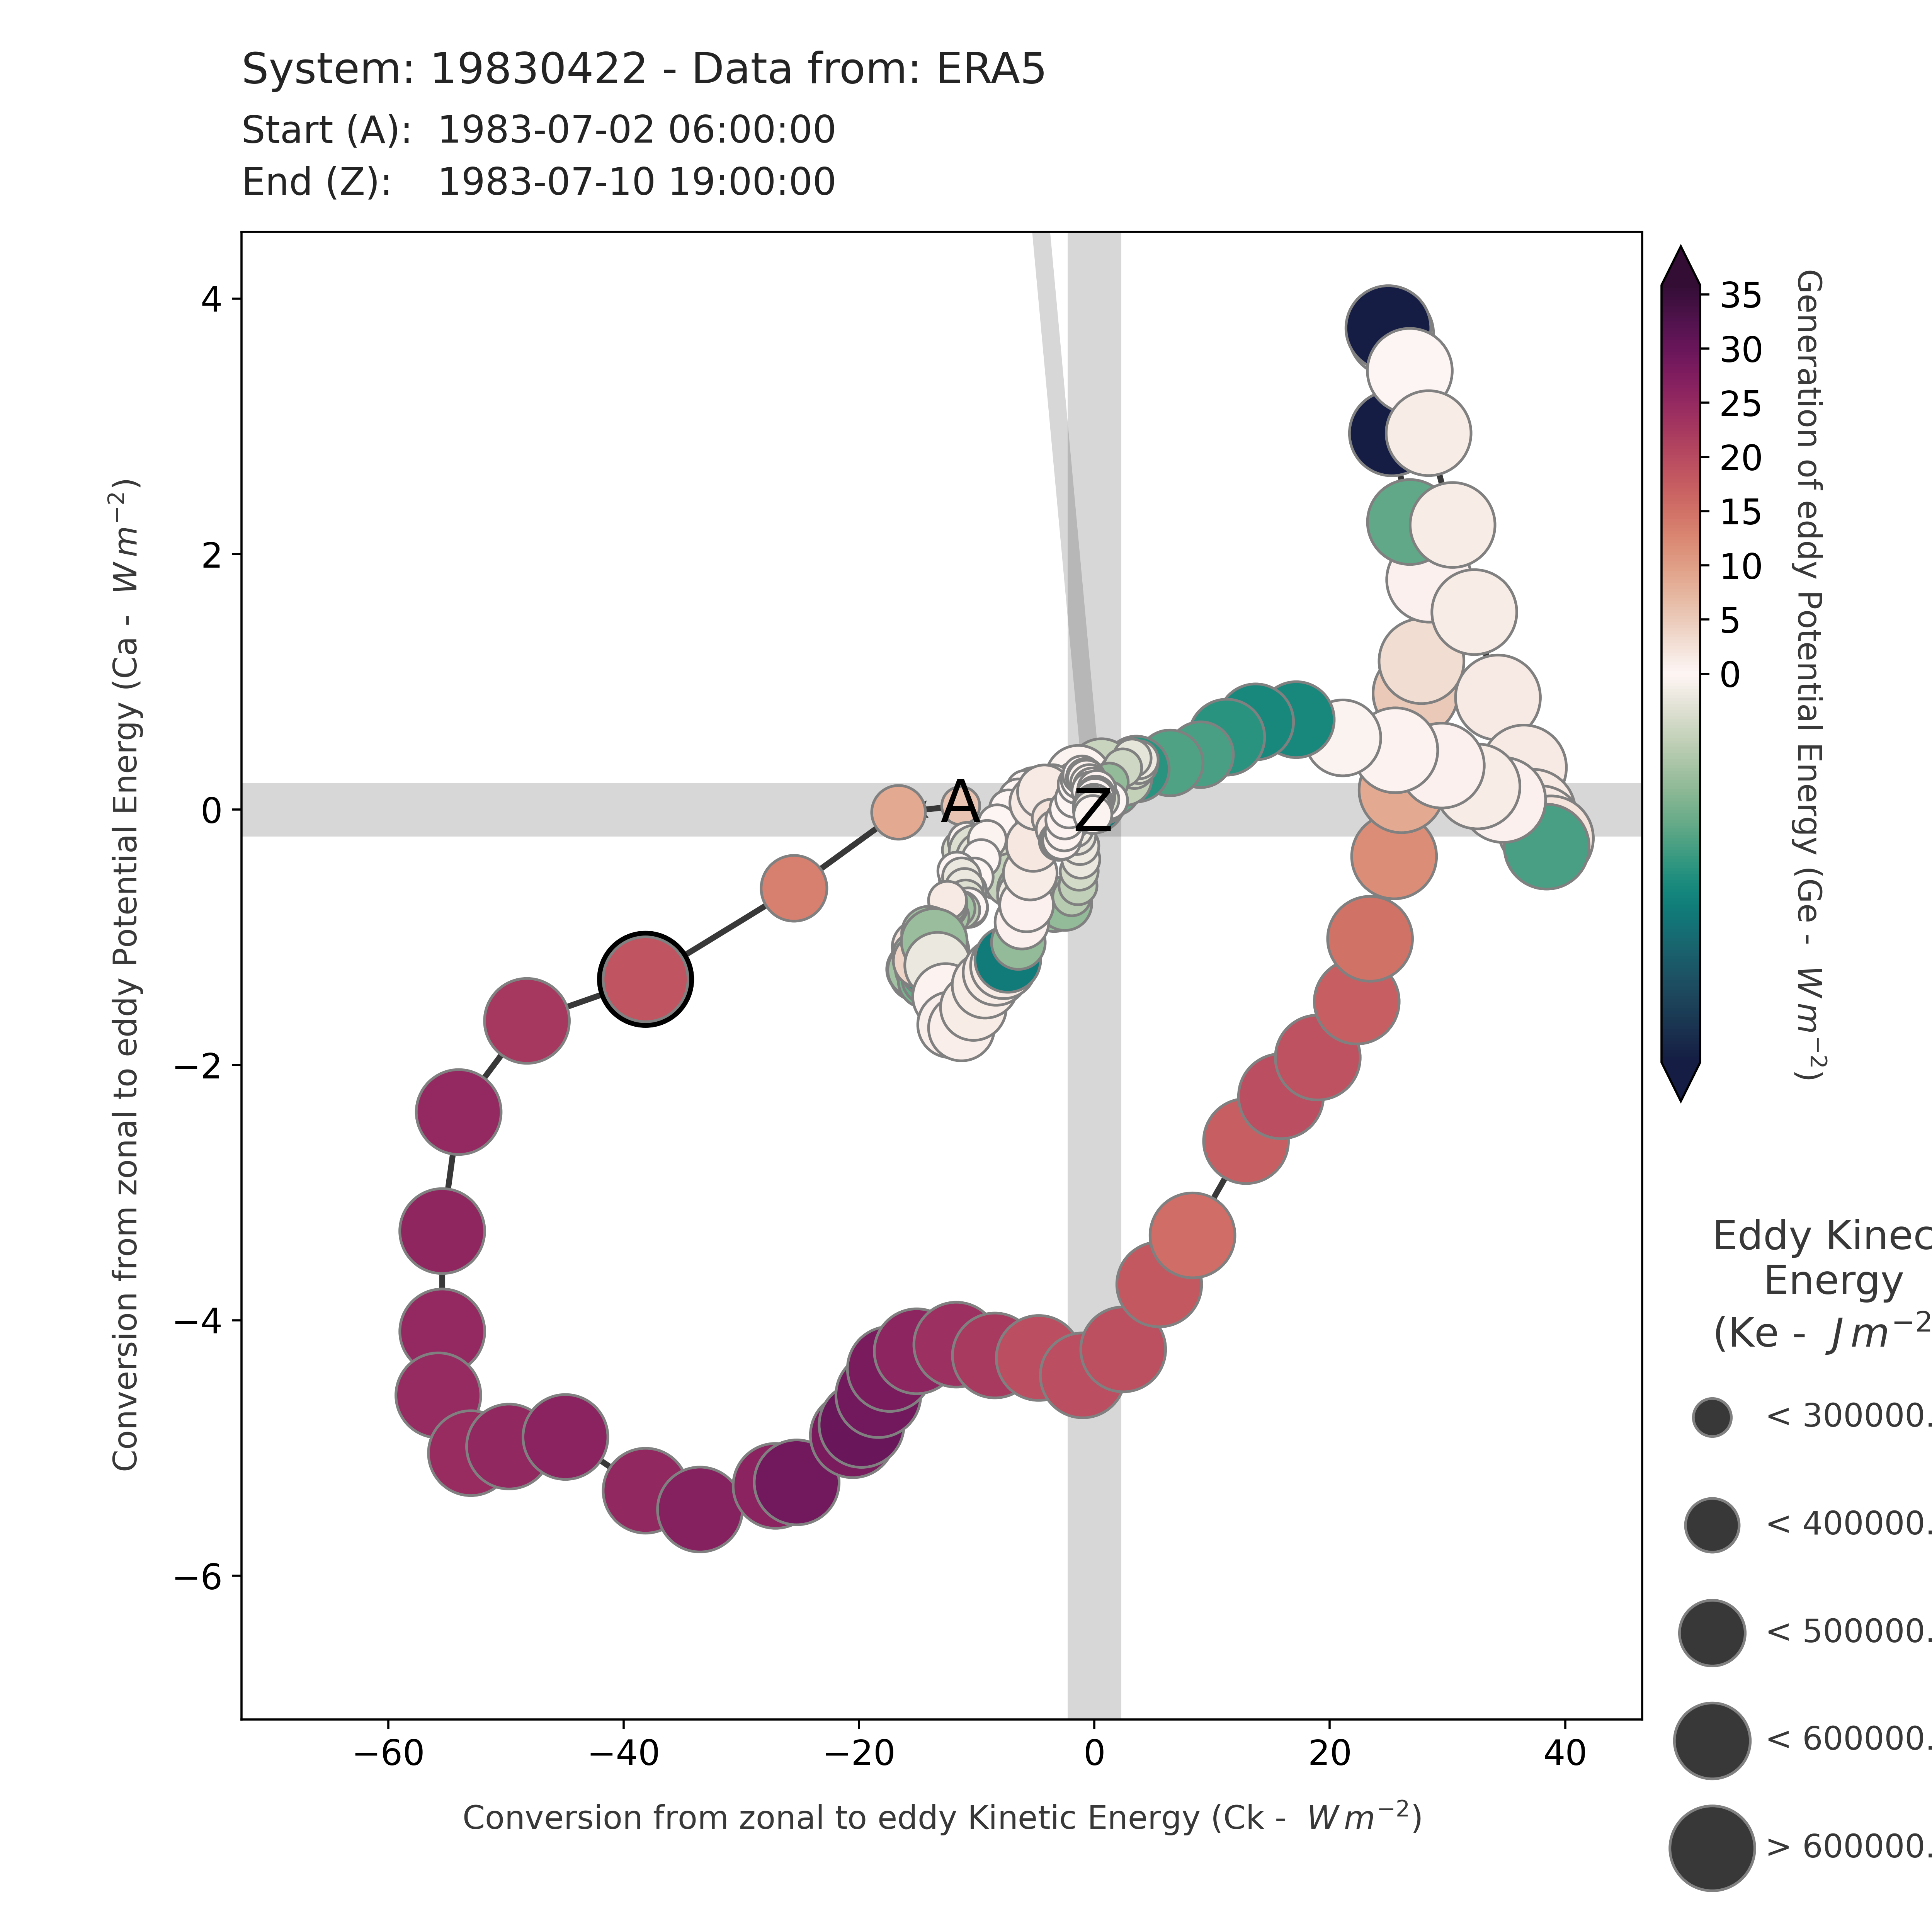 System: 19830422 - Data from: ERA5
Start (A): 1983-07-02 06:00:00
End (Z): 1983-07-10 19:00:00
Conversion from zonal to eddy Potential Energy (Ca - W m⁻²)
4
2
0
−2
−4
−6
A
Z
−60
−40
−20
0
20
40
Conversion from zonal to eddy Kinetic Energy (Ck - W m⁻²)
35
30
25
20
15
10
5
0
Generation of eddy Potential Energy (Ge - W m⁻²)
Eddy Kinec
Energy
(Ke - J m⁻²
< 300000.
< 400000.
< 500000.
< 600000.
> 600000.